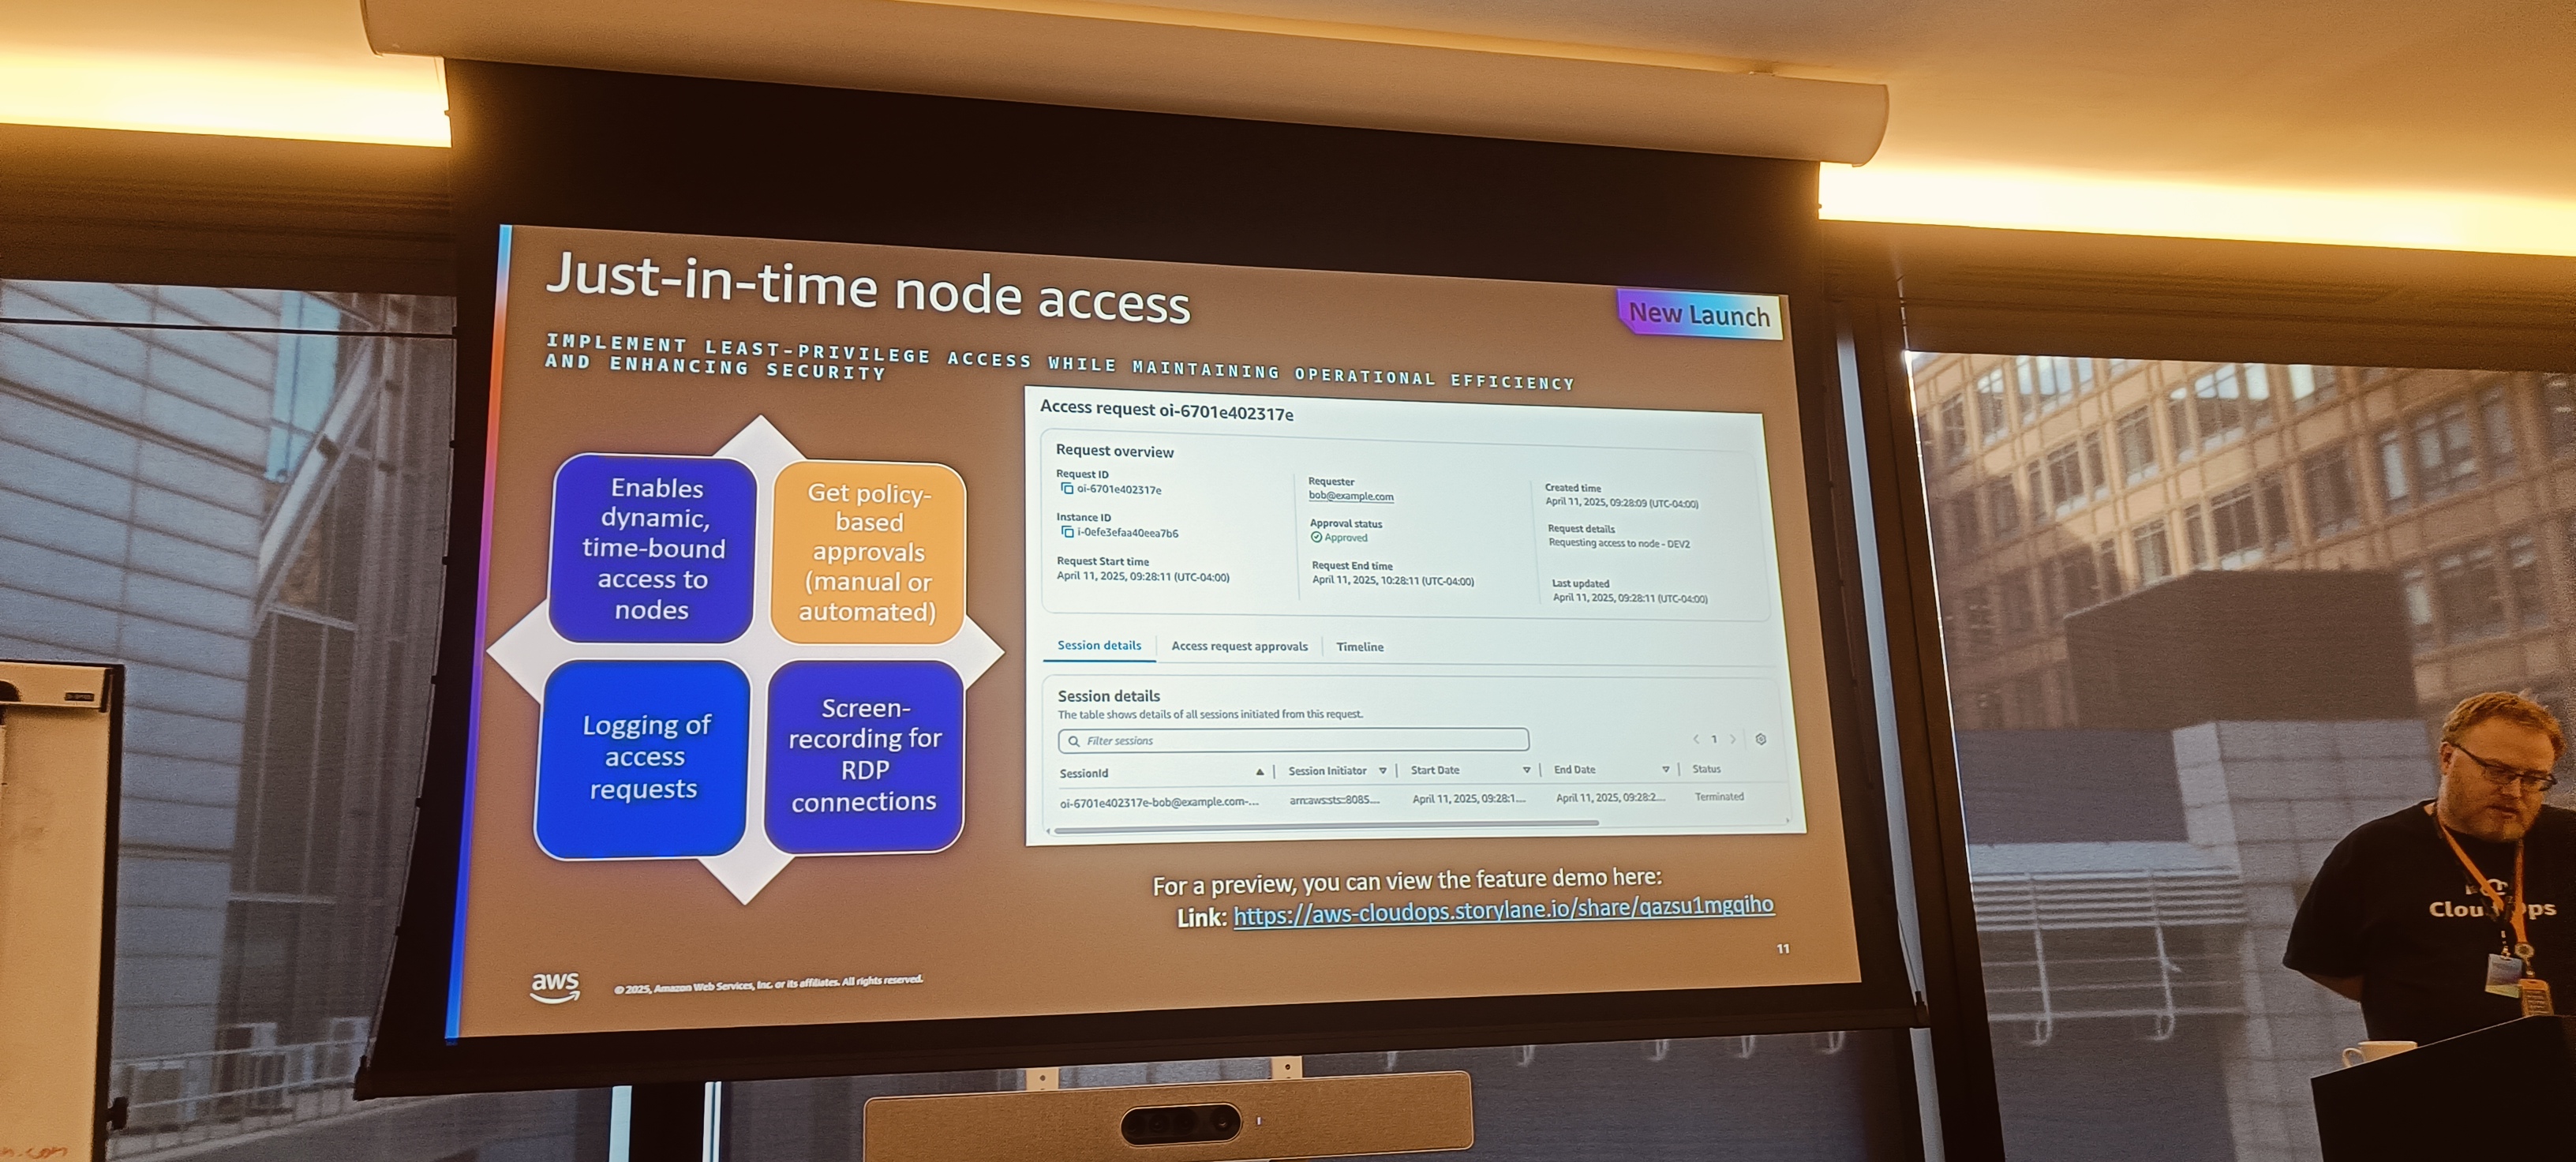 Just-in-time node access
New Launch
IMPLEMENT LEAST-PRIVILEGE ACCESS WHILE MAINTAINING OPERATIONAL EFFICIENCY
AND ENHANCING SECURITY
Enables
dynamic,
time-bound
access to
nodes
Get policy-
based
approvals
(manual or
automated)
Logging of
access
requests
Screen-
recording for
RDP
connections
Access request oi-6701e402317e
Request overview
Request ID
oi-6701e402317e
Instance ID
i-0efe3efaa40eea7b6
Request Start time
April 11, 2025, 09:28:11 (UTC-04:00)
Requester
bob@example.com
Approval status
Approved
Request End time
April 11, 2025, 10:28:11 (UTC-04:00)
Created time
April 11, 2025, 09:28:09 (UTC-04:00)
Request details
Requesting access to node - DEV2
Last updated
April 11, 2025, 09:28:11 (UTC-04:00)
Session details Access request approvals Timeline
Session details
The table shows details of all sessions initiated from this request.
Filter sessions
1
SessionId Session Initiator Start Date End Date Status
oi-6701e402317e-bob@example.com-... arn:aws:sts::8085... April 11, 2025, 09:28:1... April 11, 2025, 09:28:2... Terminated
For a preview, you can view the feature demo here:
Link: https://aws-cloudops.storylane.io/share/qazsu1mgqiho
11
aws
© 2025, Amazon Web Services, Inc. or its affiliates. All rights reserved.